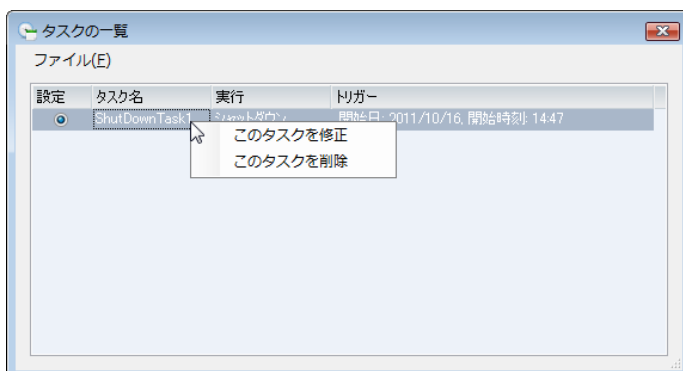 タスクの一覧
ファイル(F)
設定 タスク名 実行 トリガー
ShutDownTask1 シャットダウン 開始日: 2011/10/16, 開始時刻: 14:47
このタスクを修正
このタスクを削除